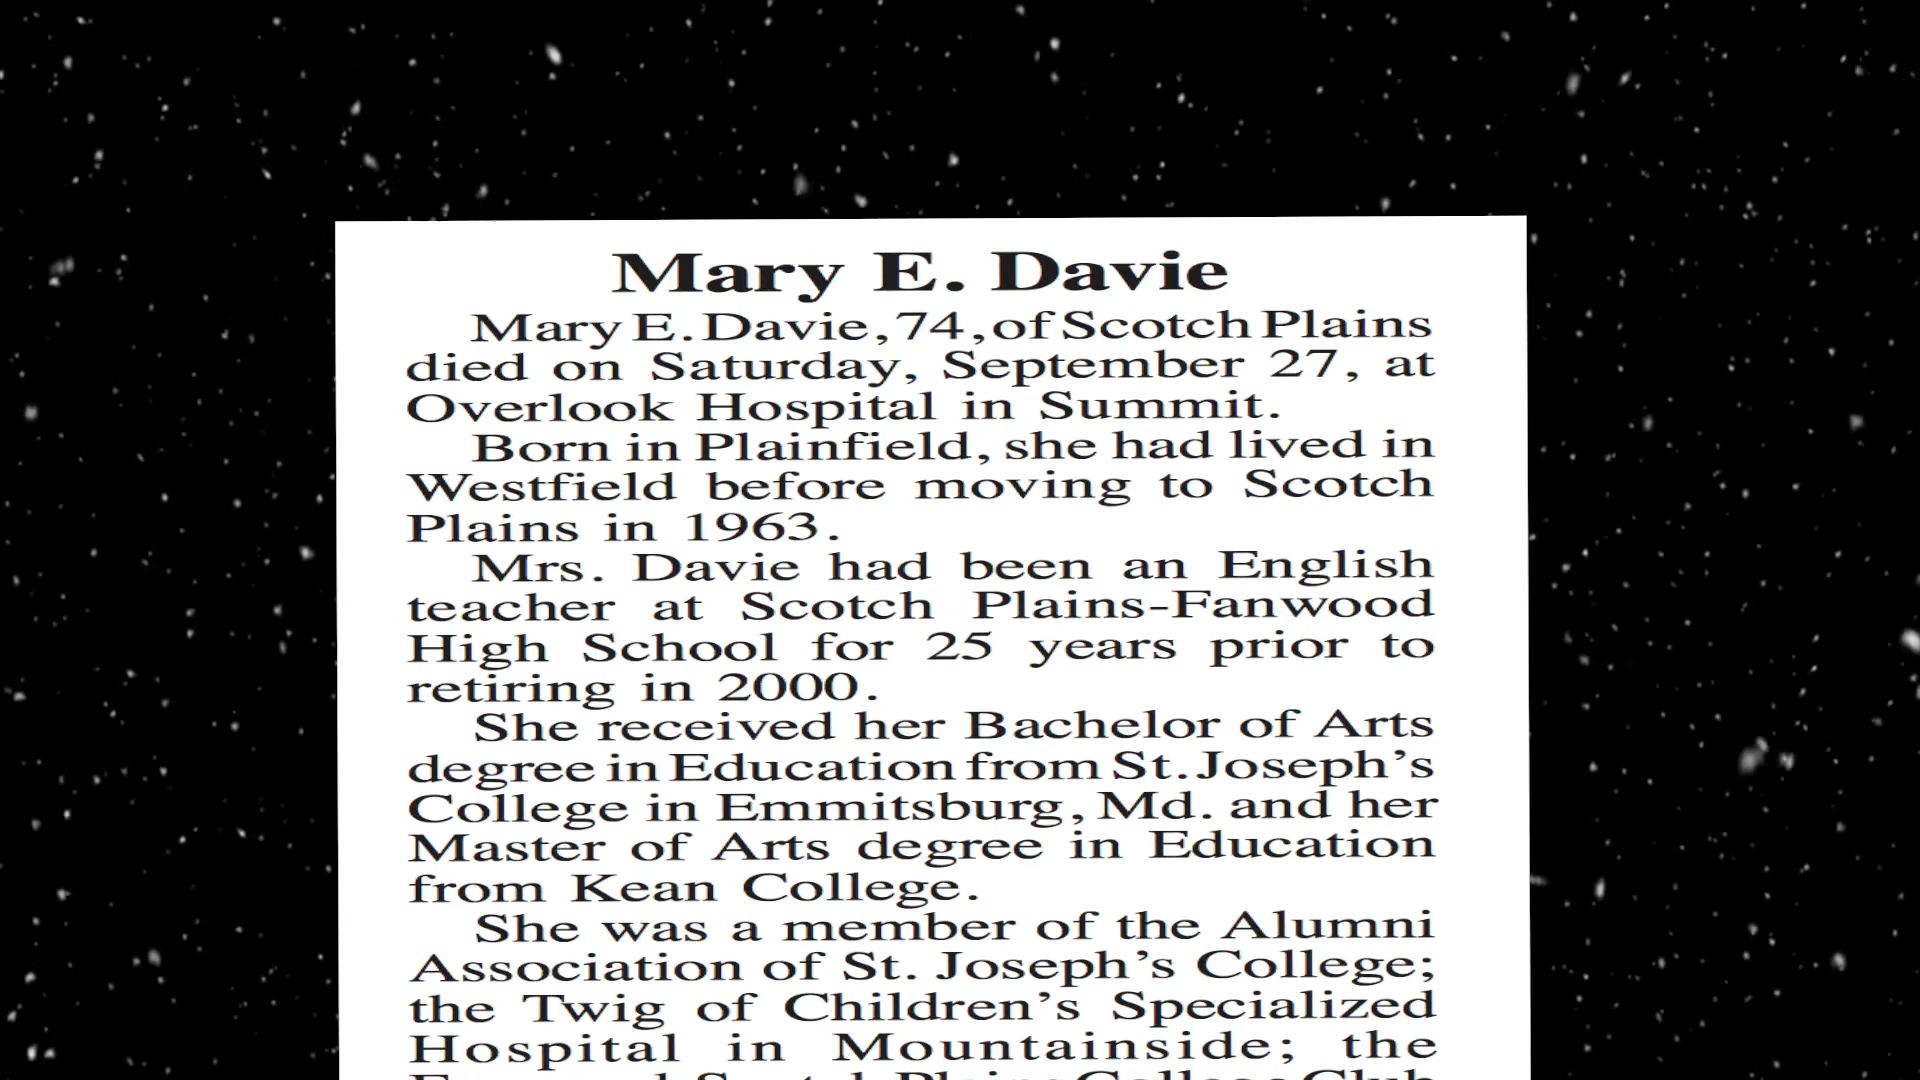 Mary E. Davie
Mary E. Davie, 74, of Scotch Plains
died on Saturday, September 27, at
Overlook Hospital in Summit.
Born in Plainfield, she had lived in
Westfield before moving to Scotch
Plains in 1963.
Mrs. Davie had been an English
teacher at Scotch Plains-Fanwood
High School for 25 years prior to
retiring in 2000.
She received her Bachelor of Arts
degree in Education from St. Joseph’s
College in Emmitsburg, Md. and her
Master of Arts degree in Education
from Kean College.
She was a member of the Alumni
Association of St. Joseph’s College;
the Twig of Children’s Specialized
Hospital in Mountainside; the
College Club